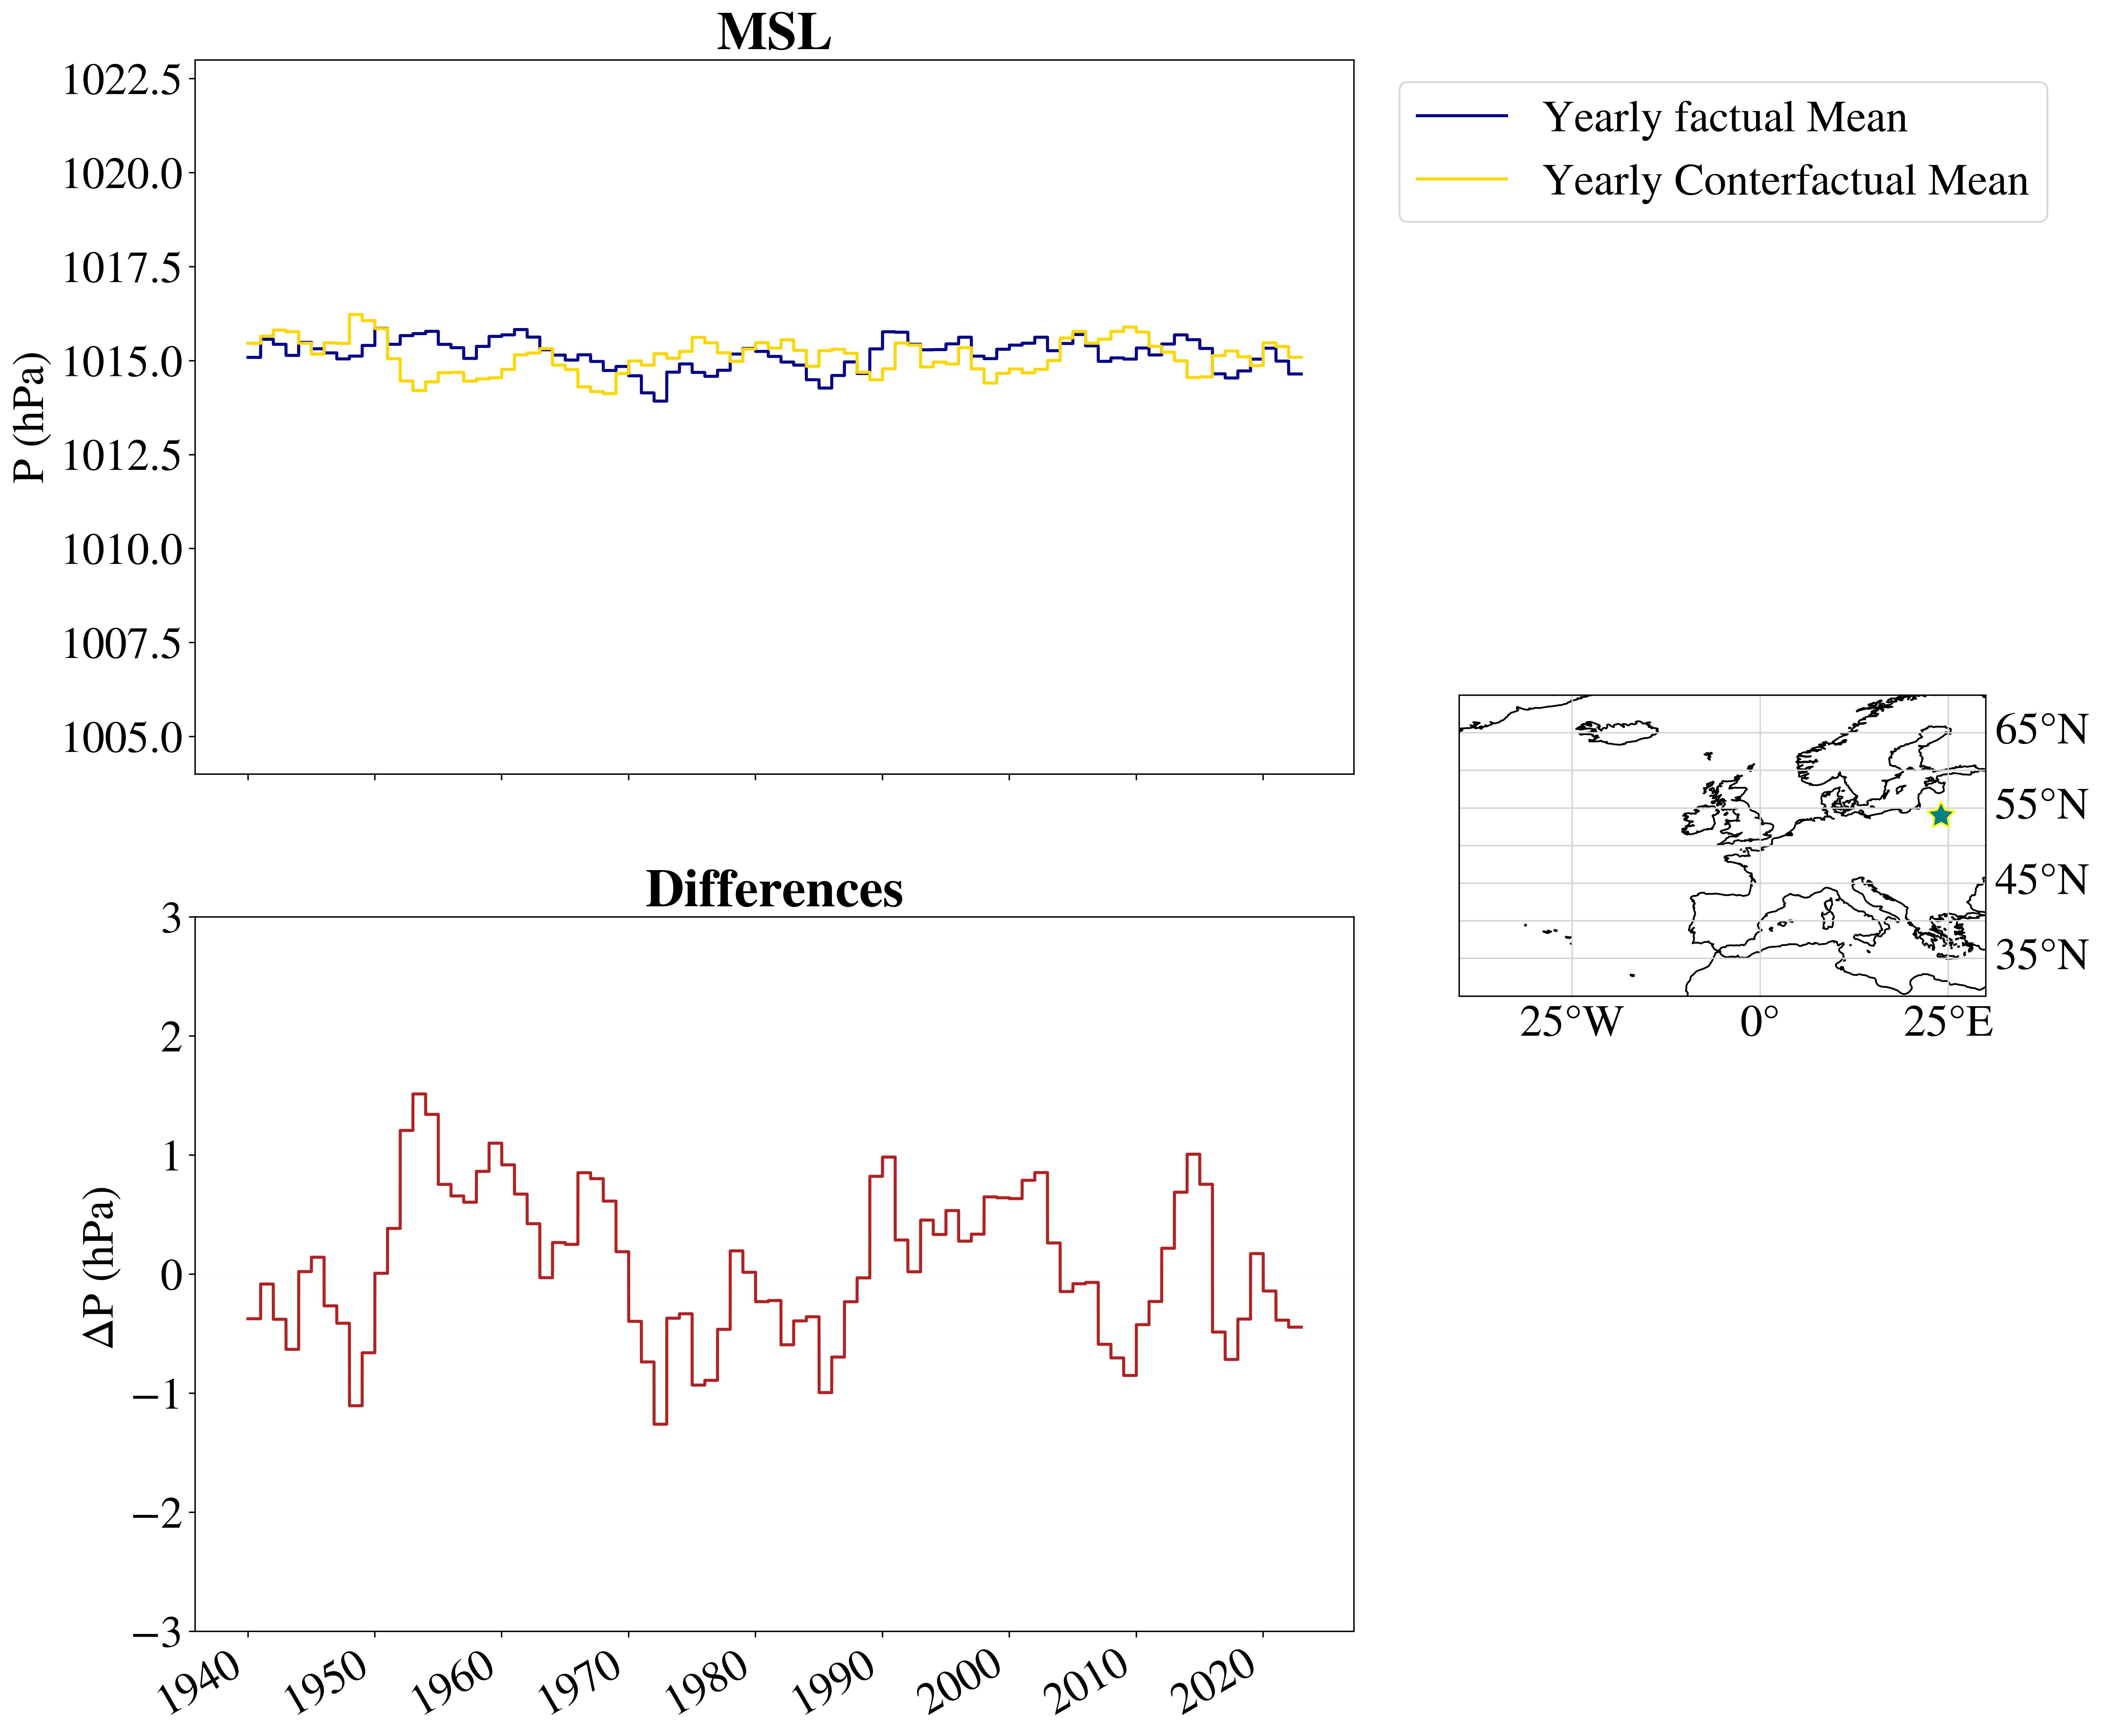 MSL
P (hPa)
1022.5
1020.0
1017.5
1015.0
1012.5
1010.0
1007.5
1005.0
Yearly factual Mean
Yearly Conterfactual Mean
65°N
55°N
45°N
35°N
25°W 0° 25°E
Differences
ΔP (hPa)
3
2
1
0
−1
−2
−3
1940 1950 1960 1970 1980 1990 2000 2010 2020